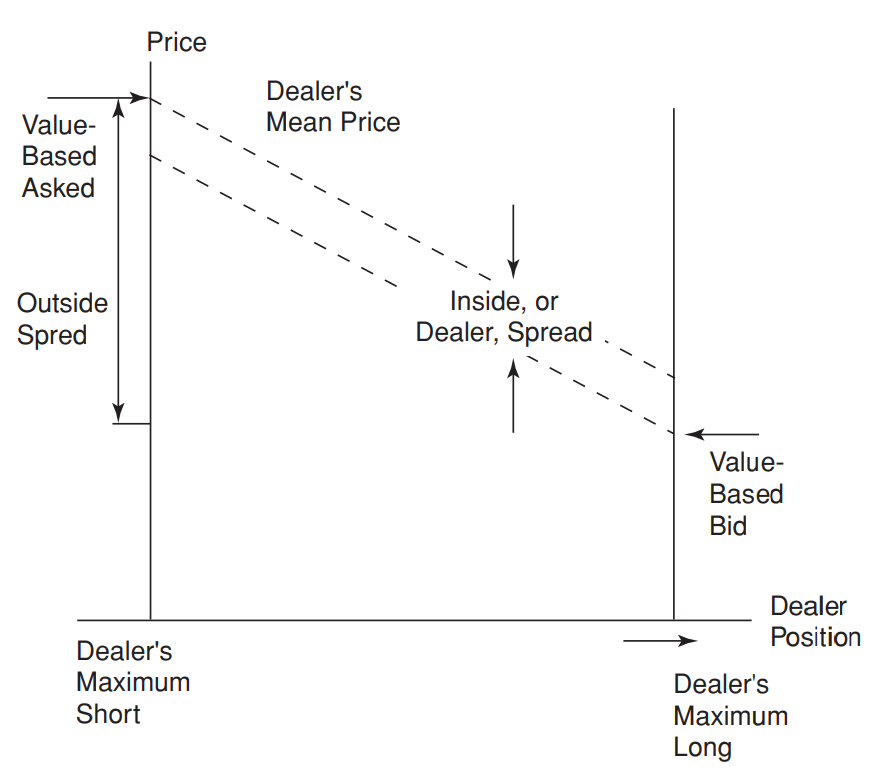 Price
Dealer's
Mean Price
Value-
Based
Asked
Outside
Spred
Inside, or
Dealer, Spread
Value-
Based
Bid
Dealer
Position
Dealer's
Maximum
Short
Dealer's
Maximum
Long